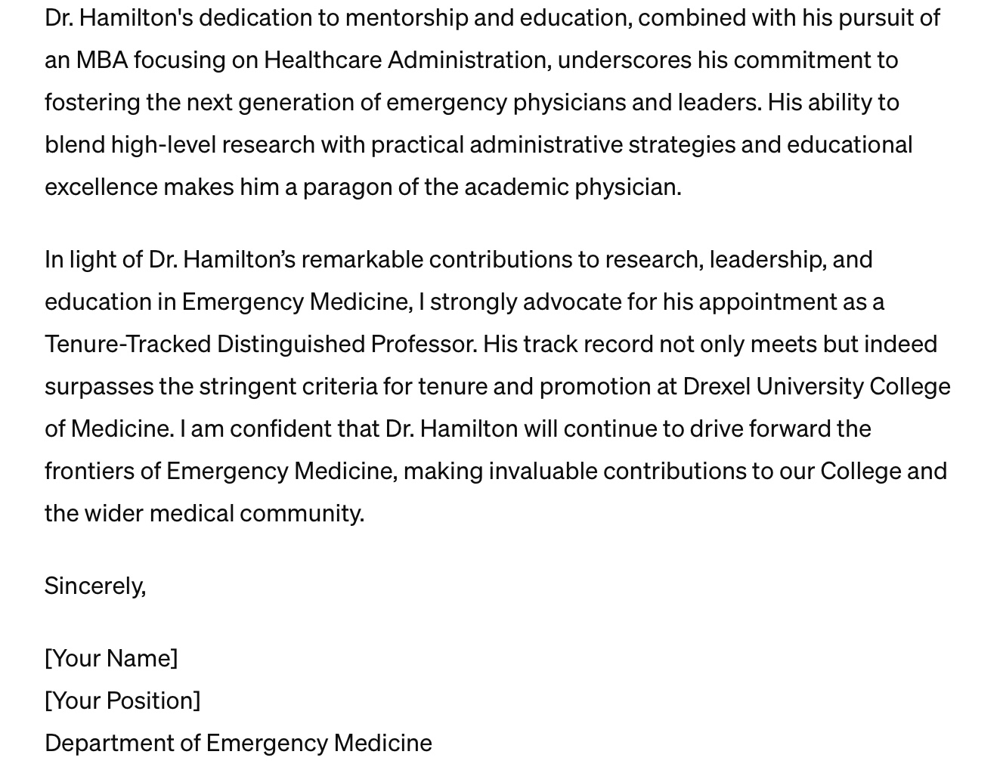 Dr. Hamilton's dedication to mentorship and education, combined with his pursuit of
an MBA focusing on Healthcare Administration, underscores his commitment to
fostering the next generation of emergency physicians and leaders. His ability to
blend high-level research with practical administrative strategies and educational
excellence makes him a paragon of the academic physician.
In light of Dr. Hamilton’s remarkable contributions to research, leadership, and
education in Emergency Medicine, I strongly advocate for his appointment as a
Tenure-Tracked Distinguished Professor. His track record not only meets but indeed
surpasses the stringent criteria for tenure and promotion at Drexel University College
of Medicine. I am confident that Dr. Hamilton will continue to drive forward the
frontiers of Emergency Medicine, making invaluable contributions to our College and
the wider medical community.
Sincerely,
[Your Name]
[Your Position]
Department of Emergency Medicine